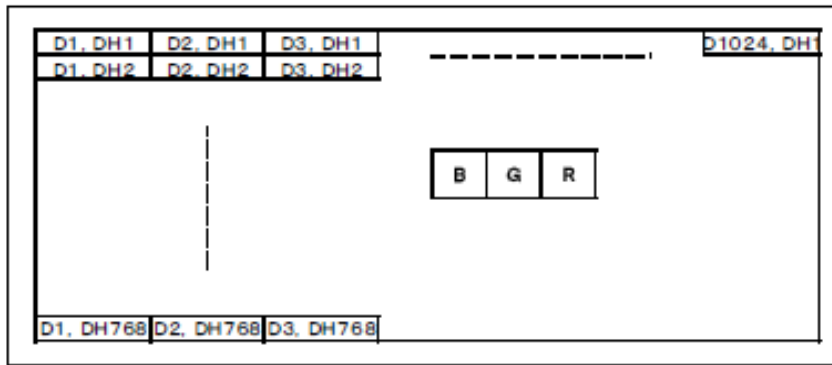 D1, DH1 D2, DH1 D3, DH1 D1024, DH1
D1, DH2 D2, DH2 D3, DH2
B G R
D1, DH768 D2, DH768 D3, DH768